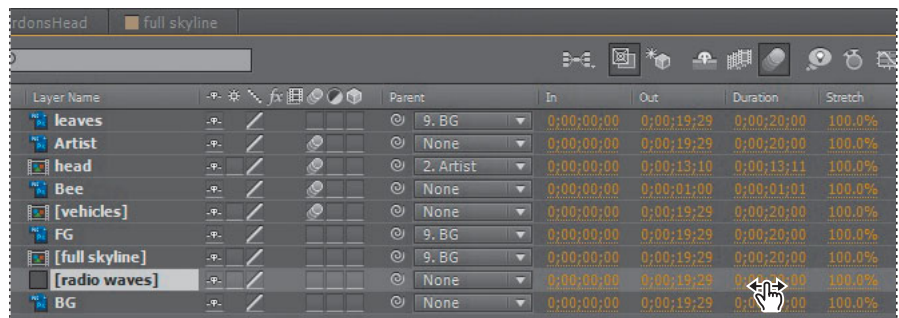 rdonsHead full skyline
Layer Name fx Parent In Out Duration Stretch
leaves 9. BG 0;00;00;00 0;00;19;29 0;00;20;00 100.0%
Artist None 0;00;00;00 0;00;19;29 0;00;20;00 100.0%
head 2. Artist 0;00;00;00 0;00;13;10 0;00;13;11 100.0%
Bee None 0;00;00;00 0;00;01;00 0;00;01;01 100.0%
[vehicles] None 0;00;00;00 0;00;19;29 0;00;20;00 100.0%
FG 9. BG 0;00;00;00 0;00;19;29 0;00;20;00 100.0%
[full skyline] 9. BG 0;00;00;00 0;00;19;29 0;00;20;00 100.0%
[radio waves] None 0;00;00;00 0;00;19;29 100.0%
BG None 0;00;00;00 0;00;19;29 100.0%